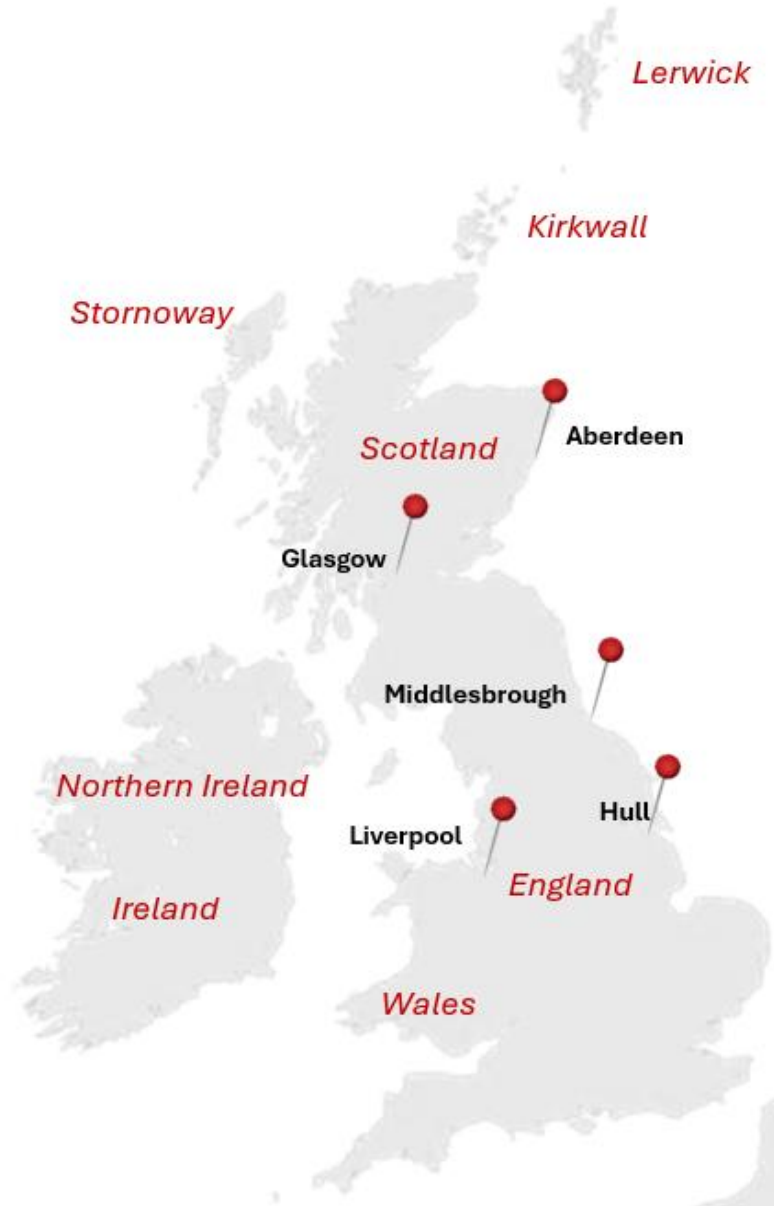 Lerwick
Kirkwall
Stornoway
Aberdeen
Scotland
Glasgow
Middlesbrough
Northern Ireland
Hull
Liverpool
England
Ireland
Wales